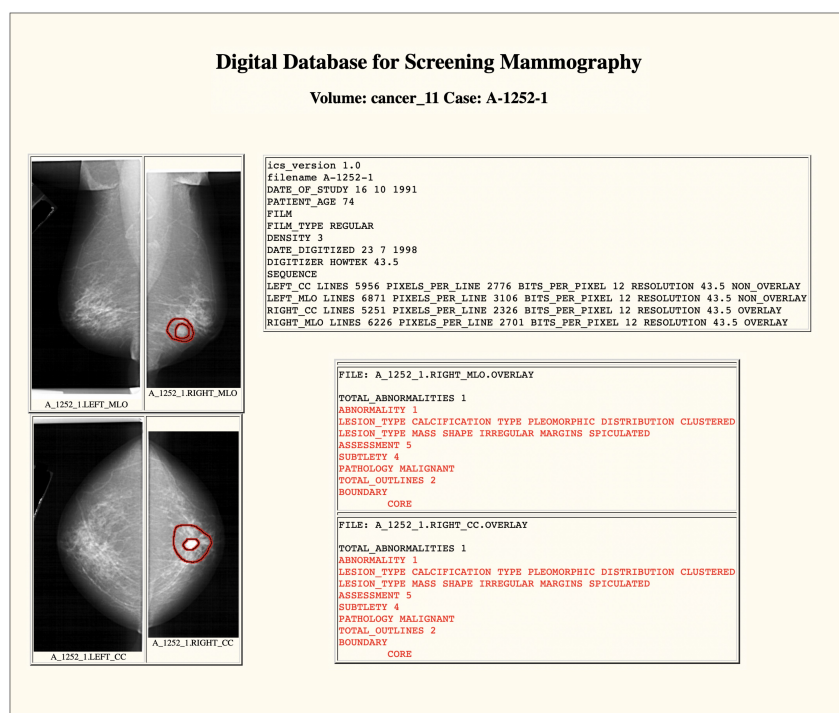 Digital Database for Screening Mammography
Volume: cancer_11 Case: A-1252-1
A_1252_1.LEFT_MLO
A_1252_1.RIGHT_MLO
A_1252_1.LEFT_CC
A_1252_1.RIGHT_CC
ics_version 1.0
filename A-1252-1
DATE_OF_STUDY 16 10 1991
PATIENT_AGE 74
FILM
FILM_TYPE REGULAR
DENSITY 3
DATE_DIGITIZED 23 7 1998
DIGITIZER HOWTEK 43.5
SEQUENCE
LEFT_CC LINES 5956 PIXELS_PER_LINE 2776 BITS_PER_PIXEL 12 RESOLUTION 43.5 NON_OVERLAY
LEFT_MLO LINES 6871 PIXELS_PER_LINE 3106 BITS_PER_PIXEL 12 RESOLUTION 43.5 NON_OVERLAY
RIGHT_CC LINES 5251 PIXELS_PER_LINE 2326 BITS_PER_PIXEL 12 RESOLUTION 43.5 OVERLAY
RIGHT_MLO LINES 6226 PIXELS_PER_LINE 2701 BITS_PER_PIXEL 12 RESOLUTION 43.5 OVERLAY
FILE: A_1252_1.RIGHT_MLO.OVERLAY
TOTAL_ABNORMALITIES 1
ABNORMALITY 1
LESION_TYPE CALCIFICATION TYPE PLEOMORPHIC DISTRIBUTION CLUSTERED
LESION_TYPE MASS SHAPE IRREGULAR MARGINS SPICULATED
ASSESSMENT 5
SUBTLETY 4
PATHOLOGY MALIGNANT
TOTAL_OUTLINES 2
BOUNDARY
CORE
FILE: A_1252_1.RIGHT_CC.OVERLAY
TOTAL_ABNORMALITIES 1
ABNORMALITY 1
LESION_TYPE CALCIFICATION TYPE PLEOMORPHIC DISTRIBUTION CLUSTERED
LESION_TYPE MASS SHAPE IRREGULAR MARGINS SPICULATED
ASSESSMENT 5
SUBTLETY 4
PATHOLOGY MALIGNANT
TOTAL_OUTLINES 2
BOUNDARY
CORE